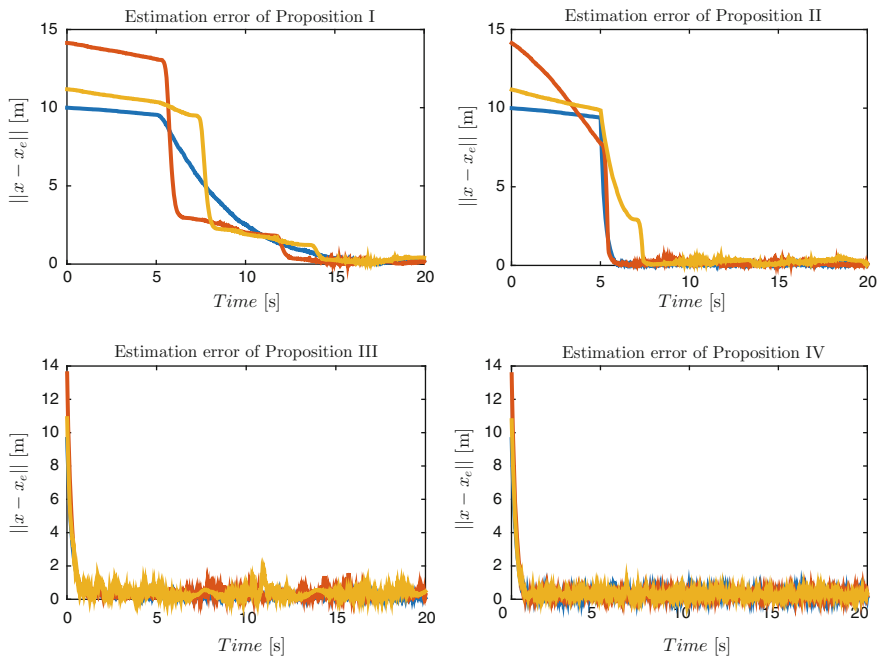 Estimation error of Proposition I
15
10
5
0
||x − x_e|| [m]
0 5 10 15 20
Time [s]
Estimation error of Proposition II
15
10
5
0
||x − x_e|| [m]
0 5 10 15 20
Time [s]
Estimation error of Proposition III
14
12
10
8
6
4
2
0
||x − x_e|| [m]
0 5 10 15 20
Time [s]
Estimation error of Proposition IV
14
12
10
8
6
4
2
0
||x − x_e|| [m]
0 5 10 15 20
Time [s]